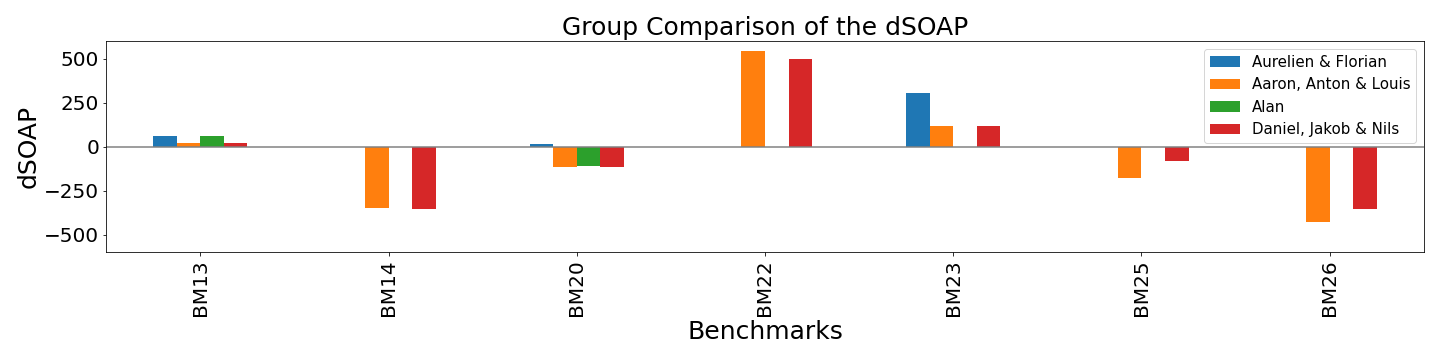 Group Comparison of the dSOAP
dSOAP
500
250
0
−250
−500
Aurelien & Florian
Aaron, Anton & Louis
Alan
Daniel, Jakob & Nils
BM13
BM14
BM20
BM22
BM23
BM25
BM26
Benchmarks